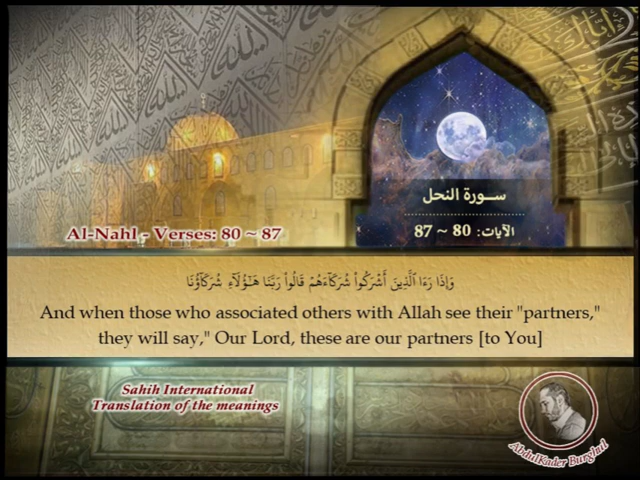 سورة النحل
الآيات: 80 ~ 87
Al-Nahl - Verses: 80 ~ 87
وَإِذَا رَءَا ٱلَّذِينَ أَشْرَكُوا۟ شُرَكَآءَهُمْ قَالُوا۟ رَبَّنَا هَـٰٓؤُلَآءِ شُرَكَآؤُنَا
And when those who associated others with Allah see their "partners,"
they will say," Our Lord, these are our partners [to You]
Sahih International
Translation of the meanings
AbdulKader Burghul